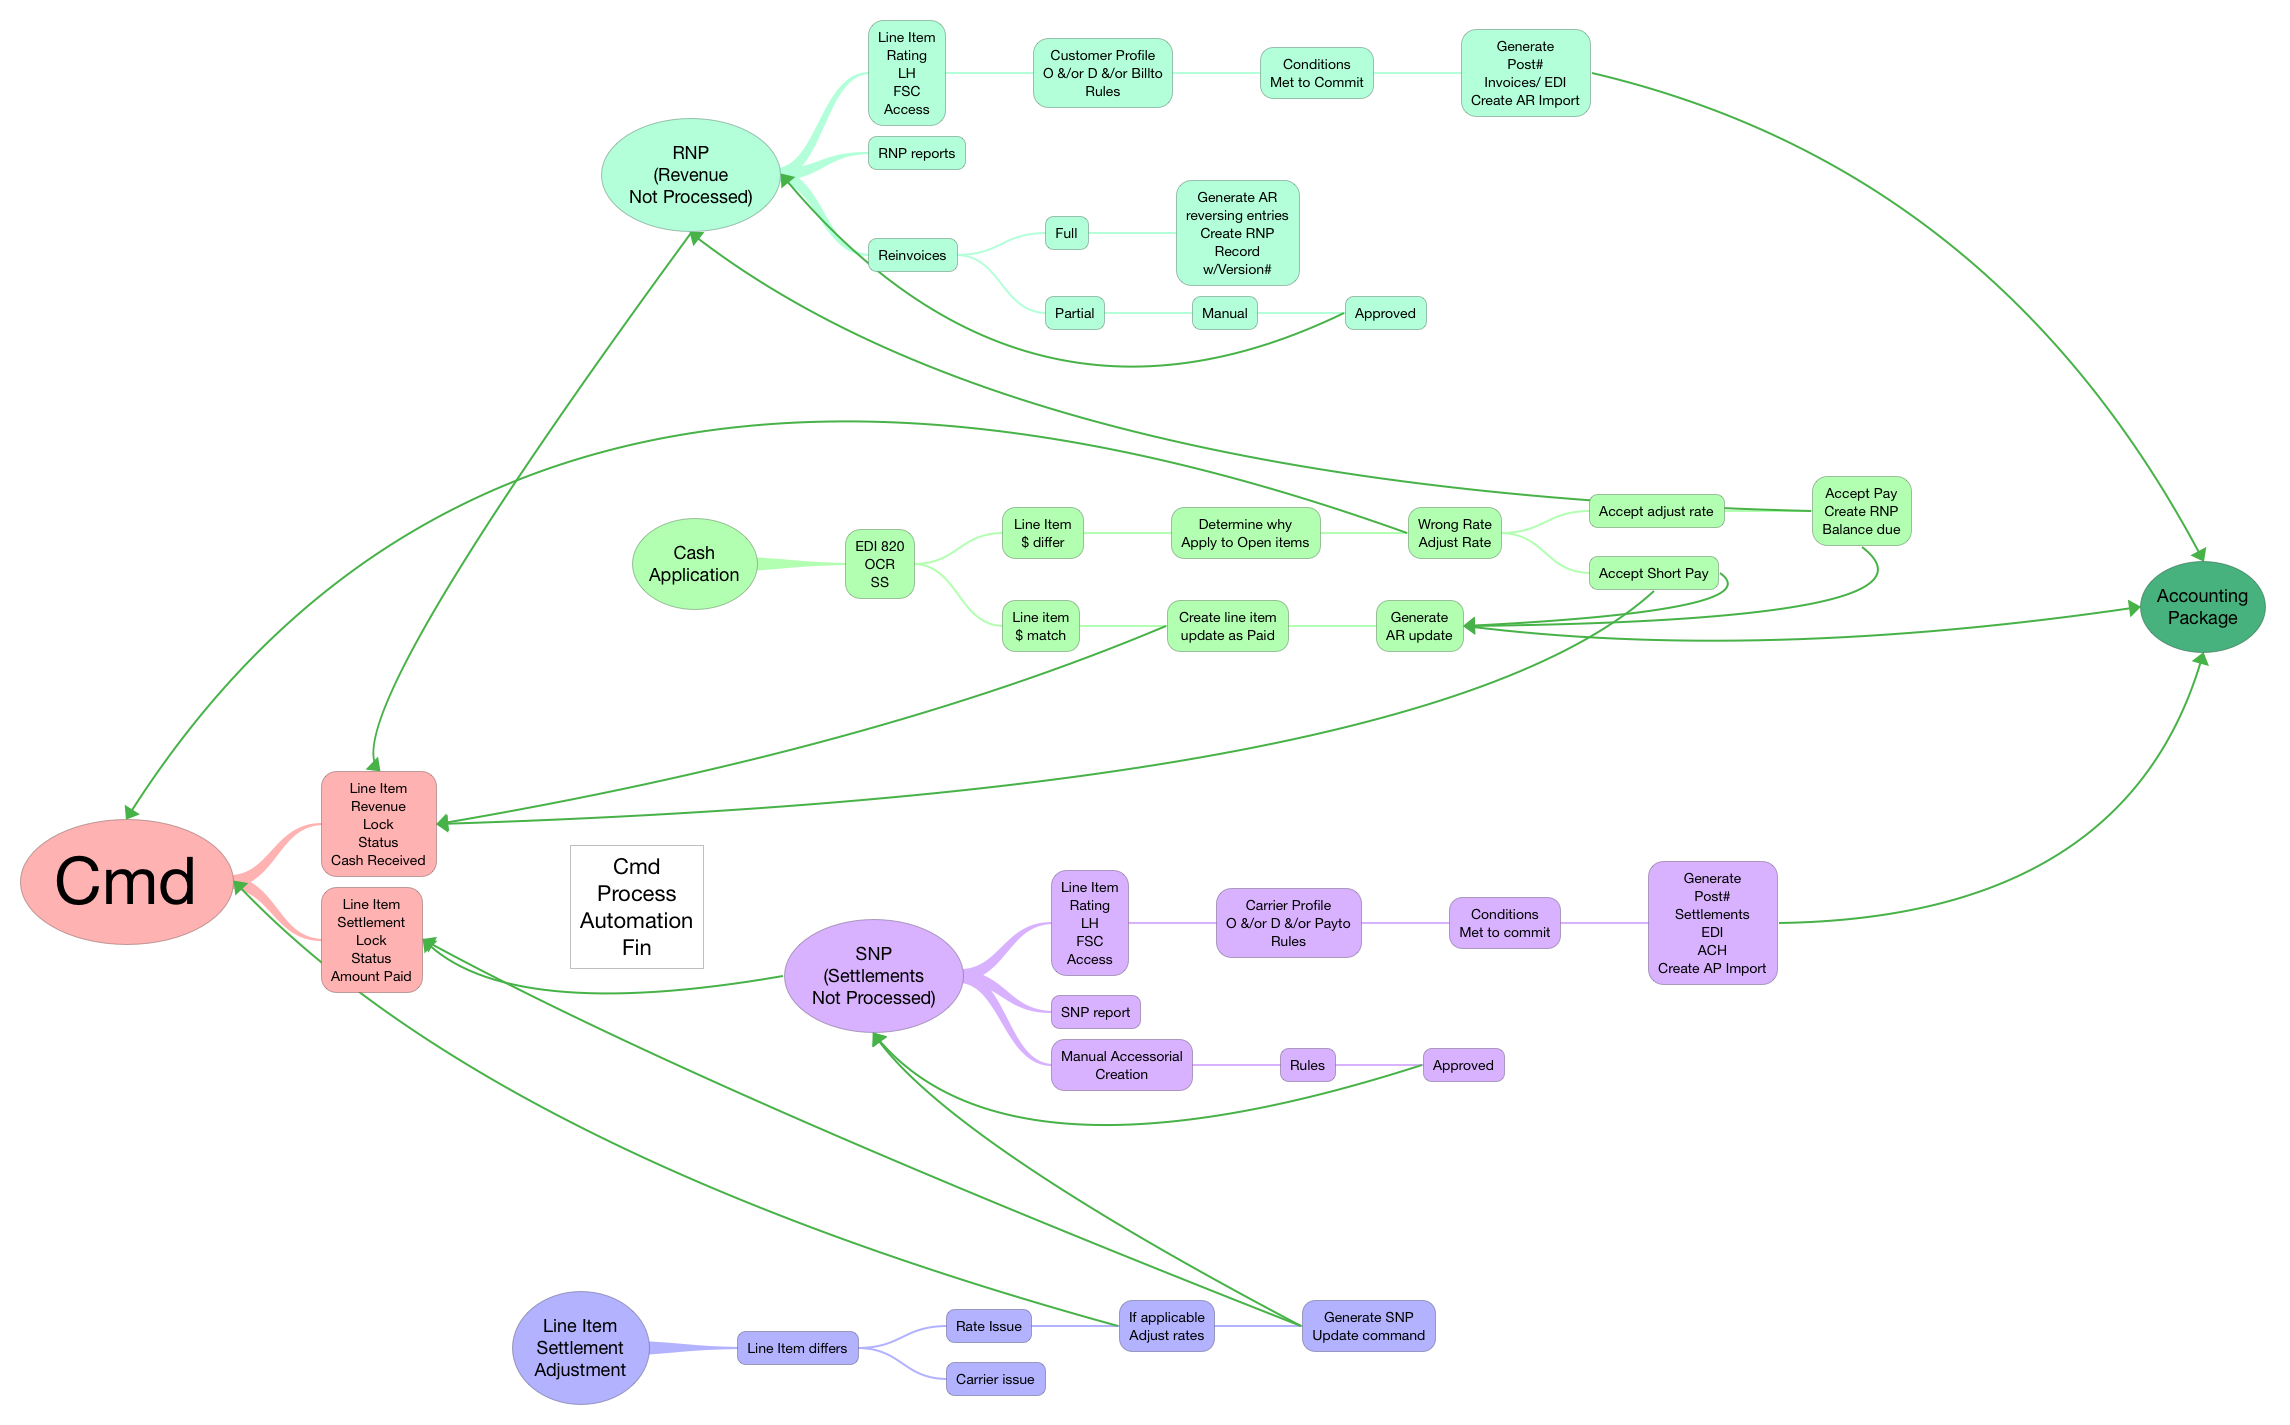 Line Item
Rating
LH
FSC
Access
Customer Profile
O &/or D &/or Billto
Rules
Conditions
Met to Commit
Generate
Post#
Invoices/ EDI
Create AR Import
RNP
(Revenue
Not Processed)
RNP reports
Reinvoices
Full
Generate AR
reversing entries
Create RNP
Record
w/Version#
Partial
Manual
Approved
Cash
Application
EDI 820
OCR
SS
Line Item
$ differ
Determine why
Apply to Open items
Wrong Rate
Adjust Rate
Accept adjust rate
Accept Pay
Create RNP
Balance due
Accept Short Pay
Line item
$ match
Create line item
update as Paid
Generate
AR update
Accounting
Package
Cmd
Line Item
Revenue
Lock
Status
Cash Received
Line Item
Settlement
Lock
Status
Amount Paid
Cmd
Process
Automation
Fin
SNP
(Settlements
Not Processed)
Line Item
Rating
LH
FSC
Access
Carrier Profile
O &/or D &/or Payto
Rules
Conditions
Met to commit
Generate
Post#
Settlements
EDI
ACH
Create AP Import
SNP report
Manual Accessorial
Creation
Rules
Approved
Line Item
Settlement
Adjustment
Line Item differs
Rate Issue
If applicable
Adjust rates
Generate SNP
Update command
Carrier issue